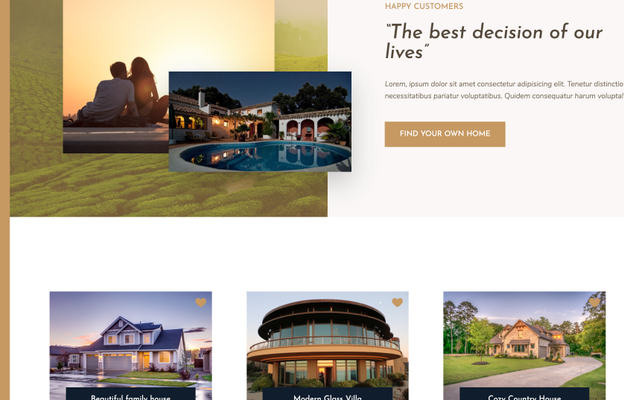 HAPPY CUSTOMERS
“The best decision of our
lives”
Lorem, ipsum dolor sit amet consectetur adipisicing elit. Tenetur distinctio
necessitatibus pariatur voluptatibus. Quidem consequatur harum volupta
FIND YOUR OWN HOME
Beautiful family house
Modern Glass Villa
Cozy Country House